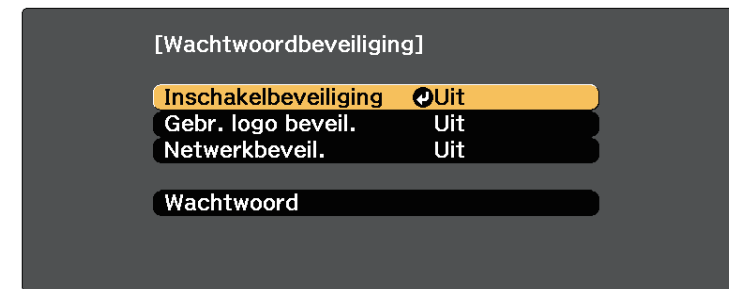 [Wachtwoordbeveiliging]
Inschakelbeveiliging Uit
Gebr. logo beveil. Uit
Netwerkbeveil. Uit
Wachtwoord